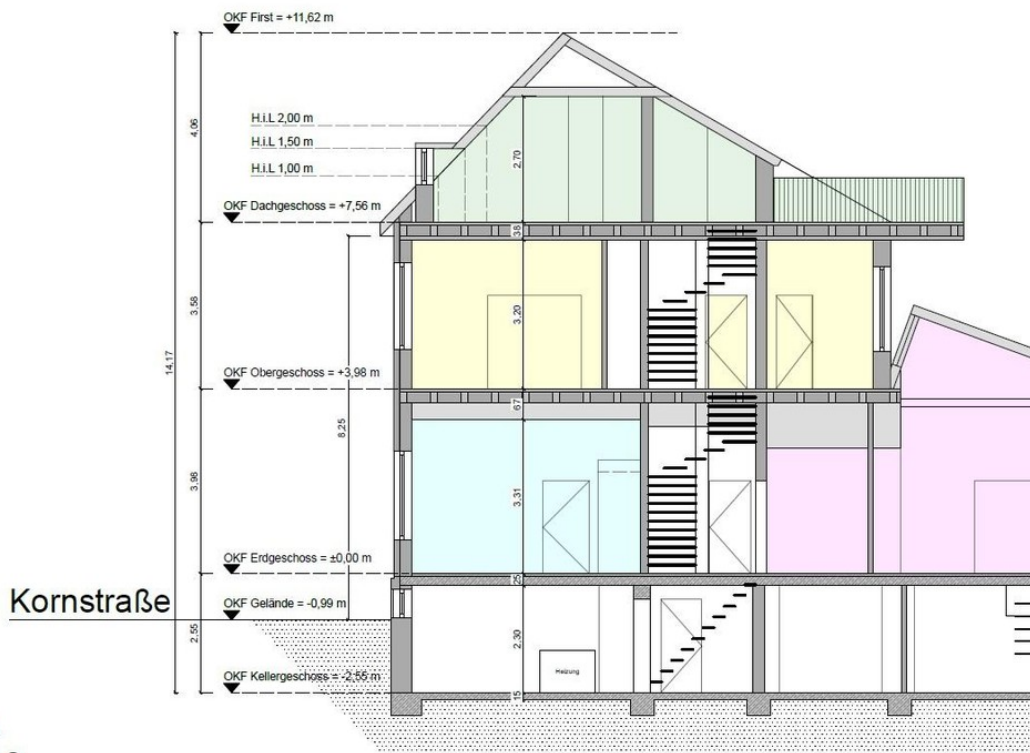 OKF First = +11,62 m
4,06
H.i.L 2,00 m
H.i.L 1,50 m
H.i.L 1,00 m
2,70
OKF Dachgeschoss = +7,56 m
38
3,58
3,20
14,17
OKF Obergeschoss = +3,98 m
67
8,25
3,98
3,31
OKF Erdgeschoss = ±0,00 m
25
Kornstraße
OKF Gelände = -0,99 m
2,55
2,30
Heizung
OKF Kellergeschoss = -2,55 m
15